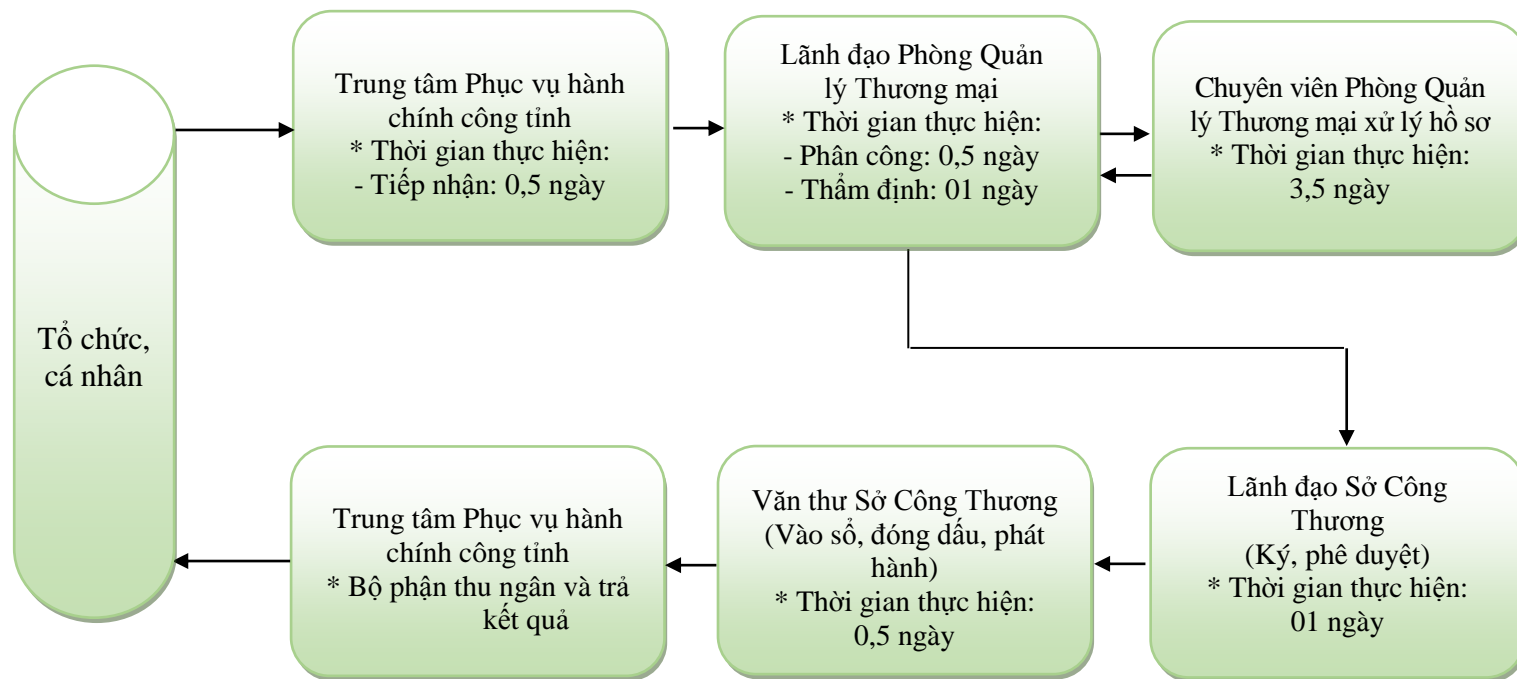 Tổ chức,
cá nhân
Trung tâm Phục vụ hành
chính công tỉnh
* Thời gian thực hiện:
- Tiếp nhận: 0,5 ngày
Lãnh đạo Phòng Quản
lý Thương mại
* Thời gian thực hiện:
- Phân công: 0,5 ngày
- Thẩm định: 01 ngày
Chuyên viên Phòng Quản
lý Thương mại xử lý hồ sơ
* Thời gian thực hiện:
3,5 ngày
Lãnh đạo Sở Công
Thương
(Ký, phê duyệt)
* Thời gian thực hiện:
01 ngày
Văn thư Sở Công Thương
(Vào sổ, đóng dấu, phát
hành)
* Thời gian thực hiện:
0,5 ngày
Trung tâm Phục vụ hành
chính công tỉnh
* Bộ phận thu ngân và trả
kết quả